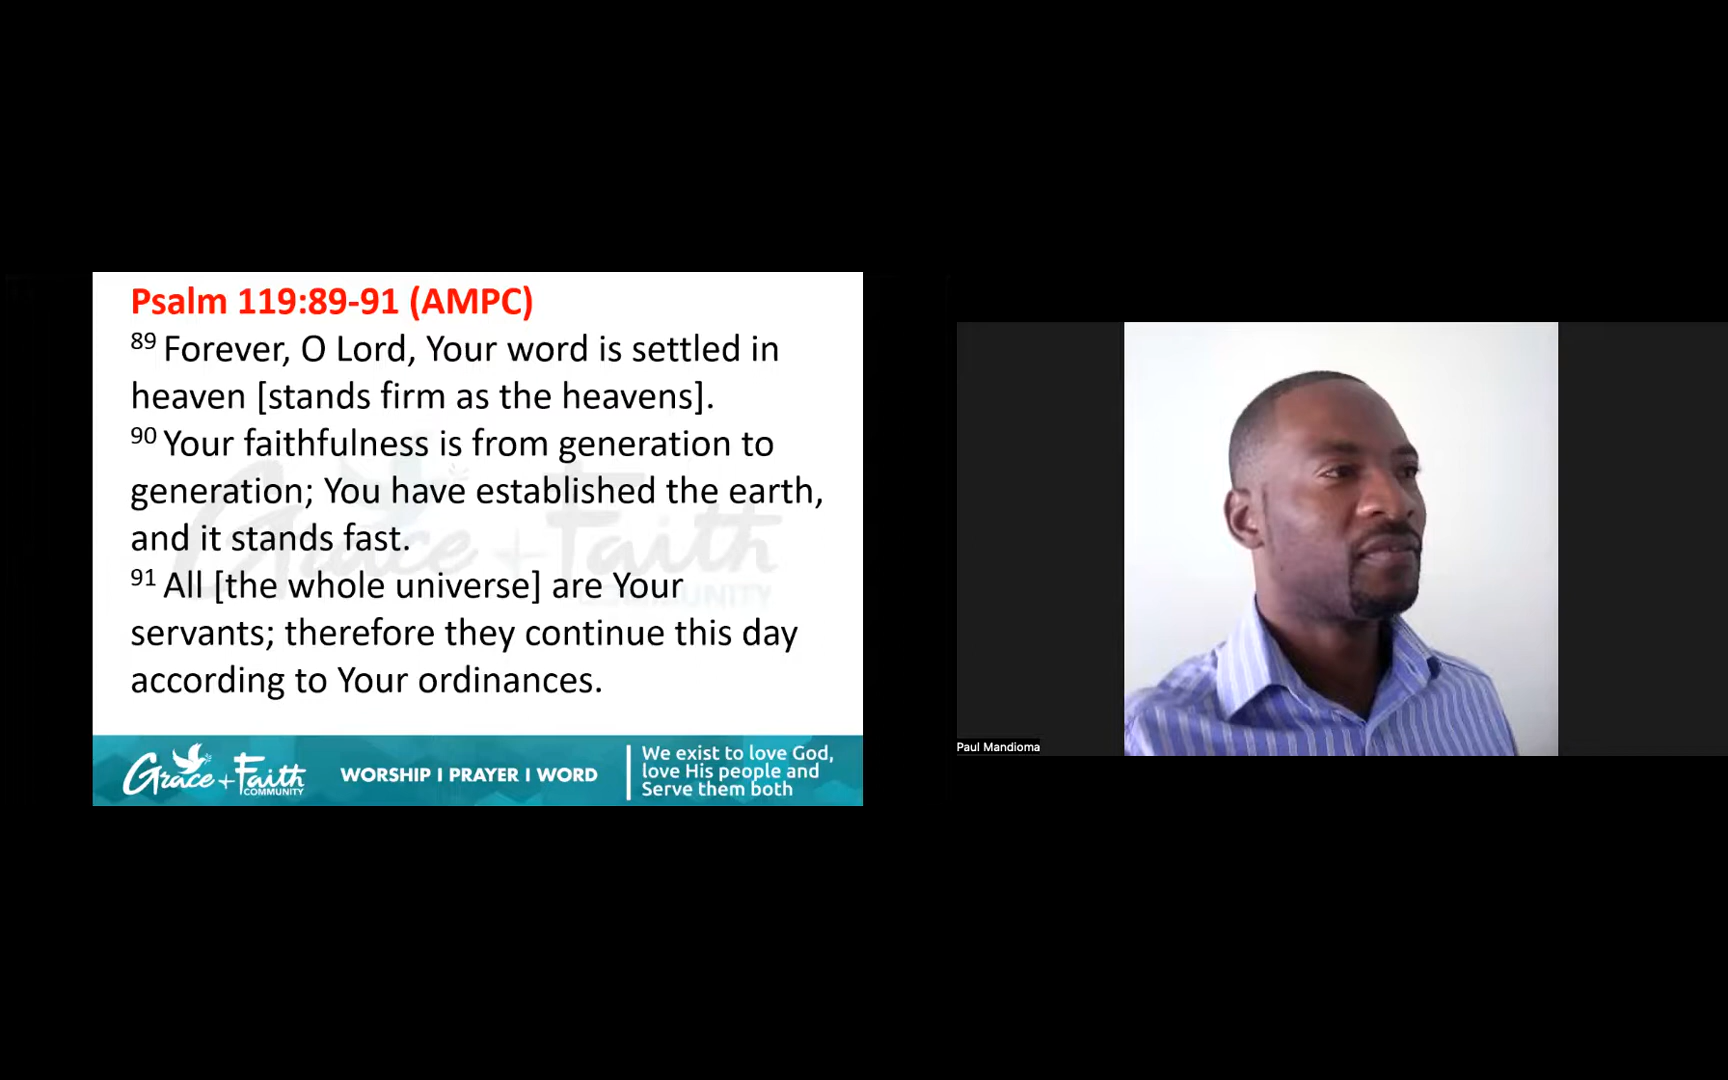 Psalm 119:89-91 (AMPC)
89 Forever, O Lord, Your word is settled in
heaven [stands firm as the heavens].
90 Your faithfulness is from generation to
generation; You have established the earth,
and it stands fast.
91 All [the whole universe] are Your
servants; therefore they continue this day
according to Your ordinances.
Grace + Faith
COMMUNITY
Grace + Faith
COMMUNITY
WORSHIP I PRAYER I WORD
We exist to love God,
love His people and
Serve them both
Paul Mandioma